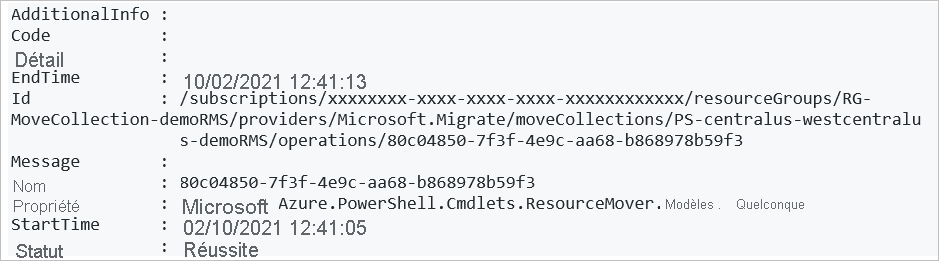 AdditionalInfo :
Code :
Détail :
EndTime : 10/02/2021 12:41:13
Id : /subscriptions/xxxxxxxx-xxxx-xxxx-xxxx-xxxxxxxxxxxx/resourceGroups/RG-
MoveCollection-demoRMS/providers/Microsoft.Migrate/moveCollections/PS-centralus-westcentralu
s-demoRMS/operations/80c04850-7f3f-4e9c-aa68-b868978b59f3
Message :
Nom : 80c04850-7f3f-4e9c-aa68-b868978b59f3
Propriété : Microsoft Azure.PowerShell.Cmdlets.ResourceMover. Modèles . Quelconque
StartTime : 02/10/2021 12:41:05
Statut : Réussite